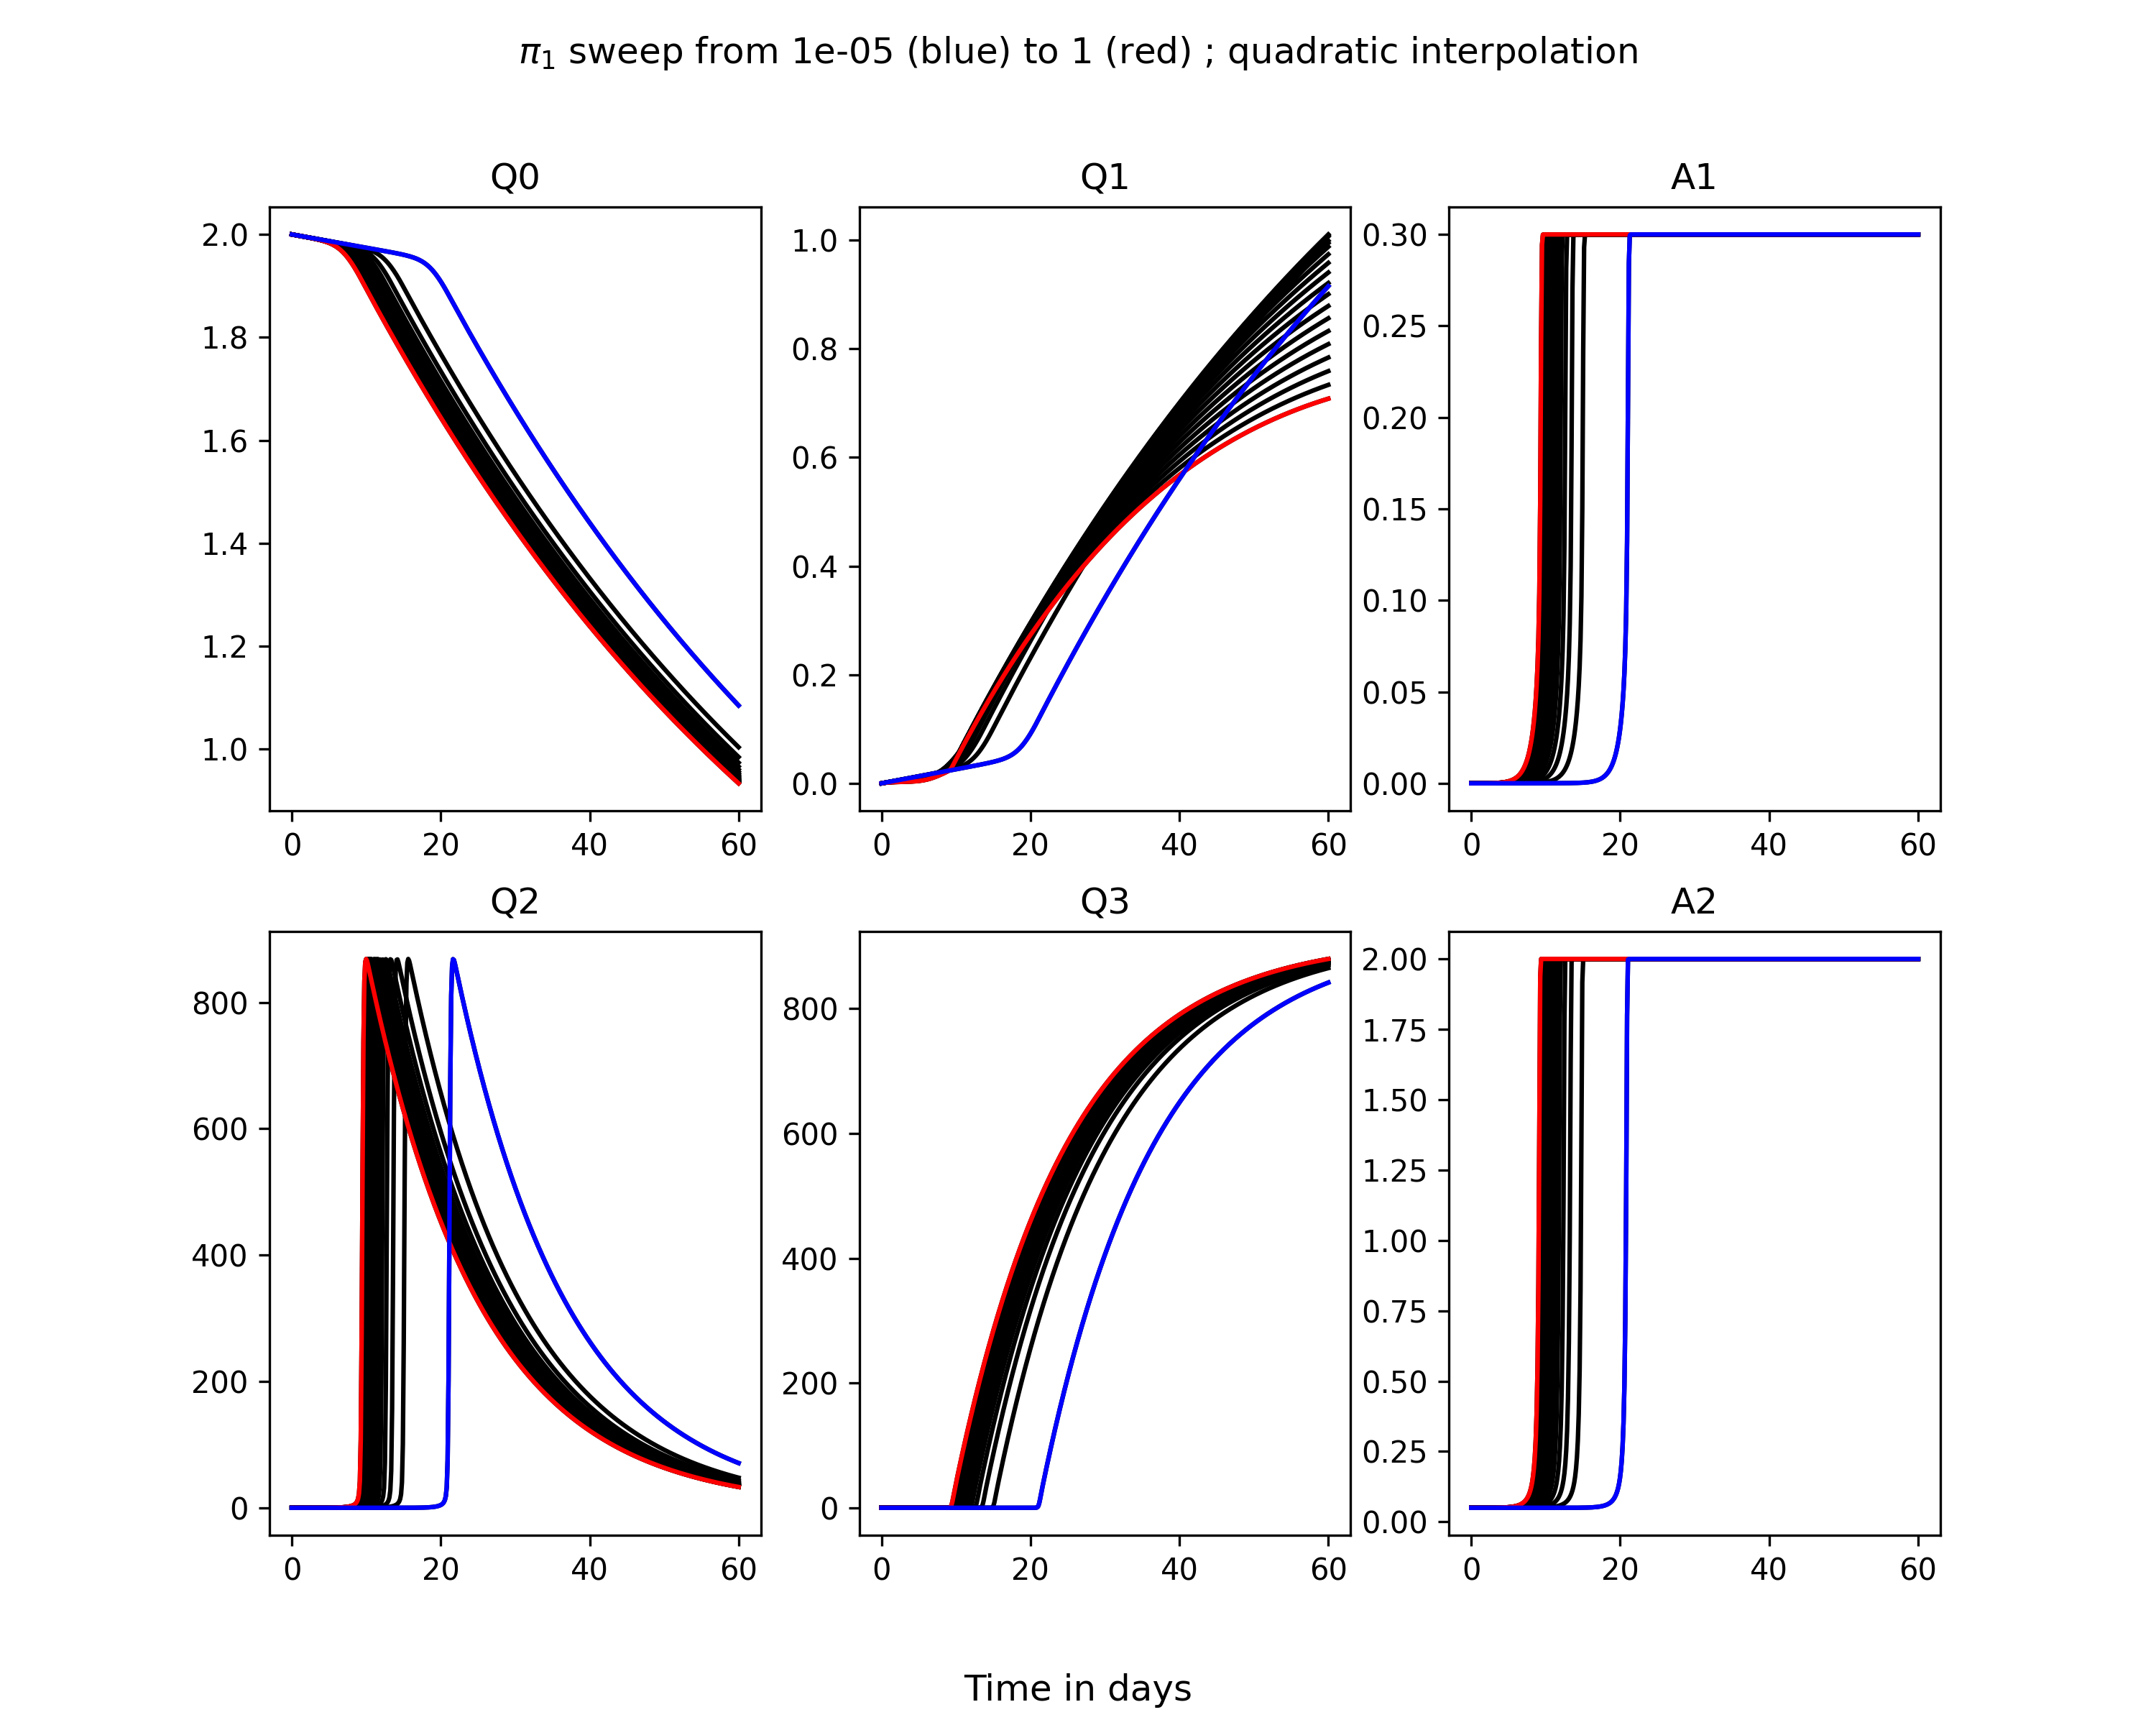 π₁ sweep from 1e-05 (blue) to 1 (red) ; quadratic interpolation
Q0
2.0
1.8
1.6
1.4
1.2
1.0
0 20 40 60
Q1
1.0
0.8
0.6
0.4
0.2
0.0
0 20 40 60
A1
0.30
0.25
0.20
0.15
0.10
0.05
0.00
0 20 40 60
Q2
800
600
400
200
0
0 20 40 60
Q3
800
600
400
200
0
0 20 40 60
A2
2.00
1.75
1.50
1.25
1.00
0.75
0.50
0.25
0.00
0 20 40 60
Time in days